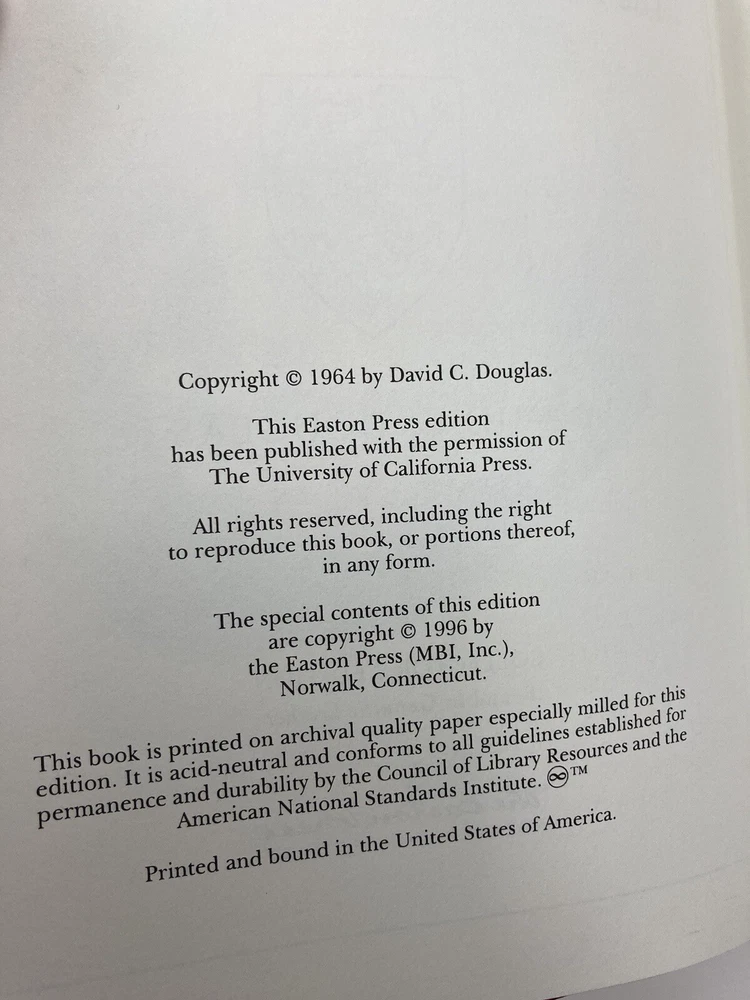 Copyright © 1964 by David C. Douglas.
This Easton Press edition
has been published with the permission of
The University of California Press.
All rights reserved, including the right
to reproduce this book, or portions thereof,
in any form.
The special contents of this edition
are copyright © 1996 by
the Easton Press (MBI, Inc.),
Norwalk, Connecticut.
This book is printed on archival quality paper especially milled for this
edition. It is acid-neutral and conforms to all guidelines established for
permanence and durability by the Council of Library Resources and the
American National Standards Institute. ♾™
Printed and bound in the United States of America.